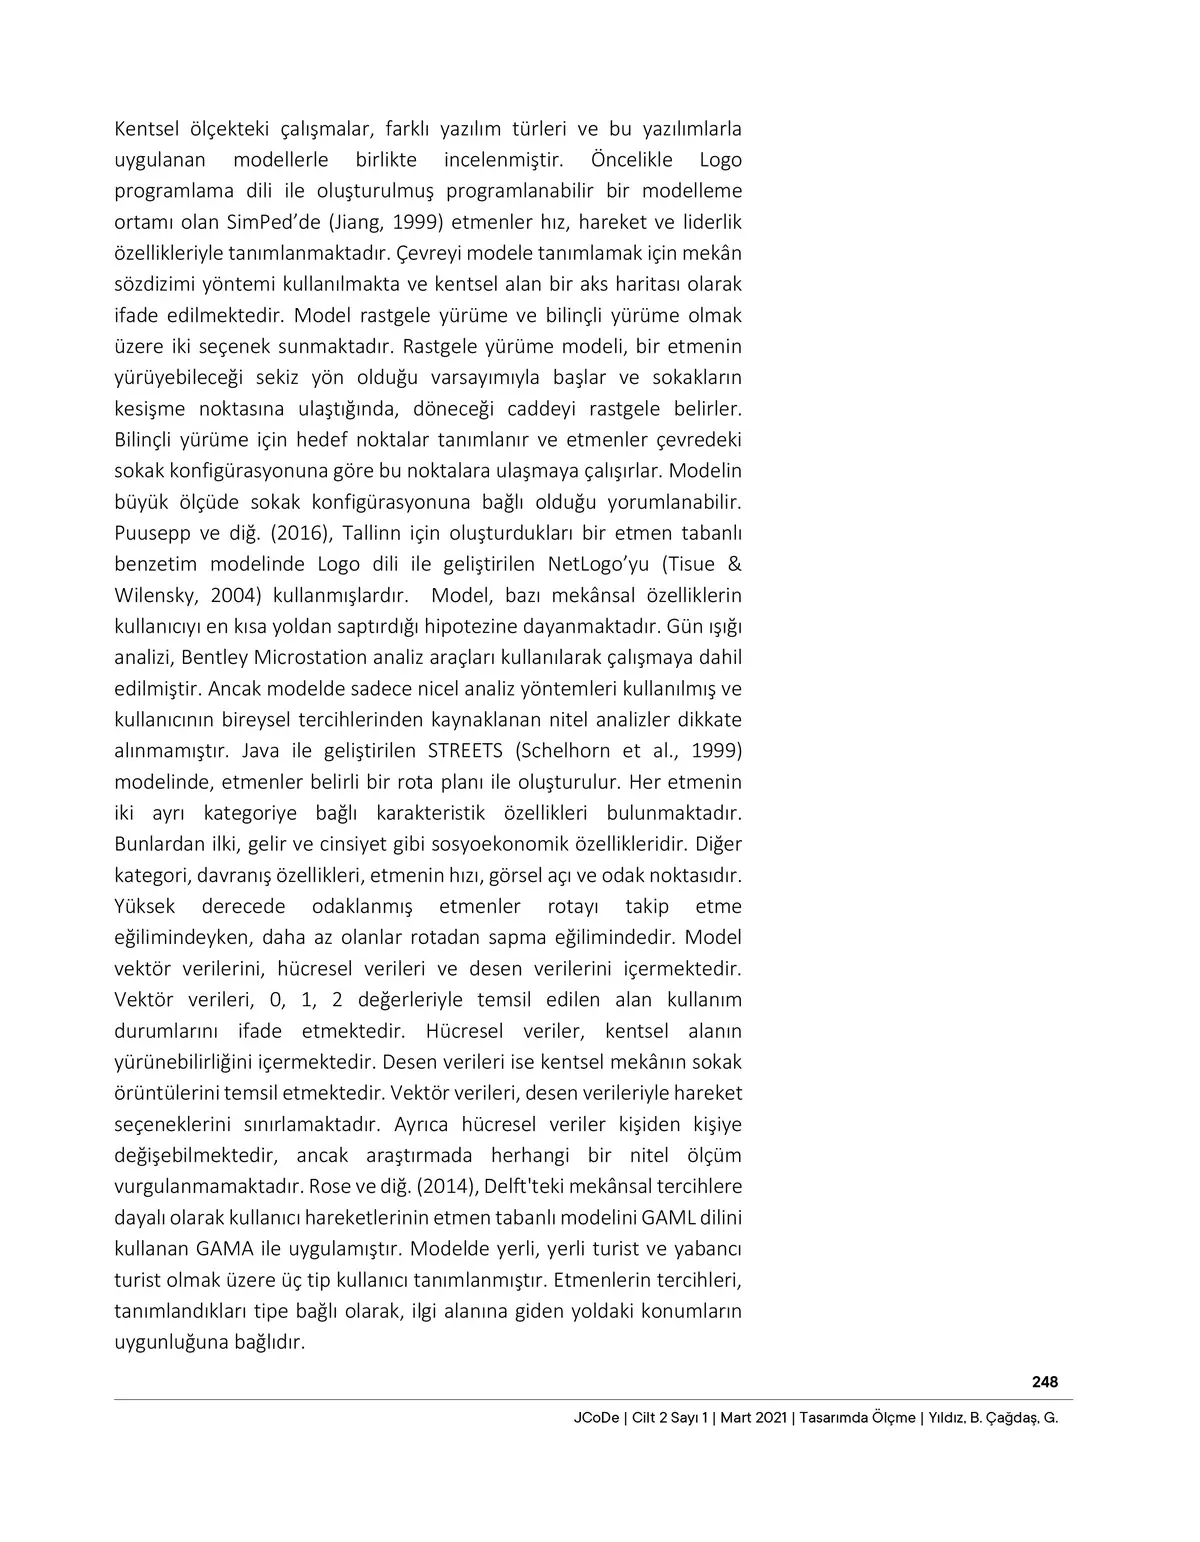 Kentsel ölçekteki çalışmalar, farklı yazılım türleri ve bu yazılımlarla
uygulanan modellerle birlikte incelenmiştir. Öncelikle Logo
programlama dili ile oluşturulmuş programlanabilir bir modelleme
ortamı olan SimPed’de (Jiang, 1999) etmenler hız, hareket ve liderlik
özellikleriyle tanımlanmaktadır. Çevreyi modele tanımlamak için mekân
sözdizimi yöntemi kullanılmakta ve kentsel alan bir aks haritası olarak
ifade edilmektedir. Model rastgele yürüme ve bilinçli yürüme olmak
üzere iki seçenek sunmaktadır. Rastgele yürüme modeli, bir etmenin
yürüyebileceği sekiz yön olduğu varsayımıyla başlar ve sokakların
kesişme noktasına ulaştığında, döneceği caddeyi rastgele belirler.
Bilinçli yürüme için hedef noktalar tanımlanır ve etmenler çevredeki
sokak konfigürasyonuna göre bu noktalara ulaşmaya çalışırlar. Modelin
büyük ölçüde sokak konfigürasyonuna bağlı olduğu yorumlanabilir.
Puusepp ve diğ. (2016), Tallinn için oluşturdukları bir etmen tabanlı
benzetim modelinde Logo dili ile geliştirilen NetLogo’yu (Tisue &
Wilensky, 2004) kullanmışlardır. Model, bazı mekânsal özelliklerin
kullanıcıyı en kısa yoldan saptırdığı hipotezine dayanmaktadır. Gün ışığı
analizi, Bentley Microstation analiz araçları kullanılarak çalışmaya dahil
edilmiştir. Ancak modelde sadece nicel analiz yöntemleri kullanılmış ve
kullanıcının bireysel tercihlerinden kaynaklanan nitel analizler dikkate
alınmamıştır. Java ile geliştirilen STREETS (Schelhorn et al., 1999)
modelinde, etmenler belirli bir rota planı ile oluşturulur. Her etmenin
iki ayrı kategoriye bağlı karakteristik özellikleri bulunmaktadır.
Bunlardan ilki, gelir ve cinsiyet gibi sosyoekonomik özellikleridir. Diğer
kategori, davranış özellikleri, etmenin hızı, görsel açı ve odak noktasıdır.
Yüksek derecede odaklanmış etmenler rotayı takip etme
eğilimindeyken, daha az olanlar rotadan sapma eğilimindedir. Model
vektör verilerini, hücresel verileri ve desen verilerini içermektedir.
Vektör verileri, 0, 1, 2 değerleriyle temsil edilen alan kullanım
durumlarını ifade etmektedir. Hücresel veriler, kentsel alanın
yürünebilirliğini içermektedir. Desen verileri ise kentsel mekânın sokak
örüntülerini temsil etmektedir. Vektör verileri, desen verileriyle hareket
seçeneklerini sınırlamaktadır. Ayrıca hücresel veriler kişiden kişiye
değişebilmektedir, ancak araştırmada herhangi bir nitel ölçüm
vurgulanmamaktadır. Rose ve diğ. (2014), Delft'teki mekânsal tercihlere
dayalı olarak kullanıcı hareketlerinin etmen tabanlı modelini GAML dilini
kullanan GAMA ile uygulamıştır. Modelde yerli, yerli turist ve yabancı
turist olmak üzere üç tip kullanıcı tanımlanmıştır. Etmenlerin tercihleri,
tanımlandıkları tipe bağlı olarak, ilgi alanına giden yoldaki konumların
uygunluğuna bağlıdır.
248
JCoDe | Cilt 2 Sayı 1 | Mart 2021 | Tasarımda Ölçme | Yıldız, B. Çağdaş, G.